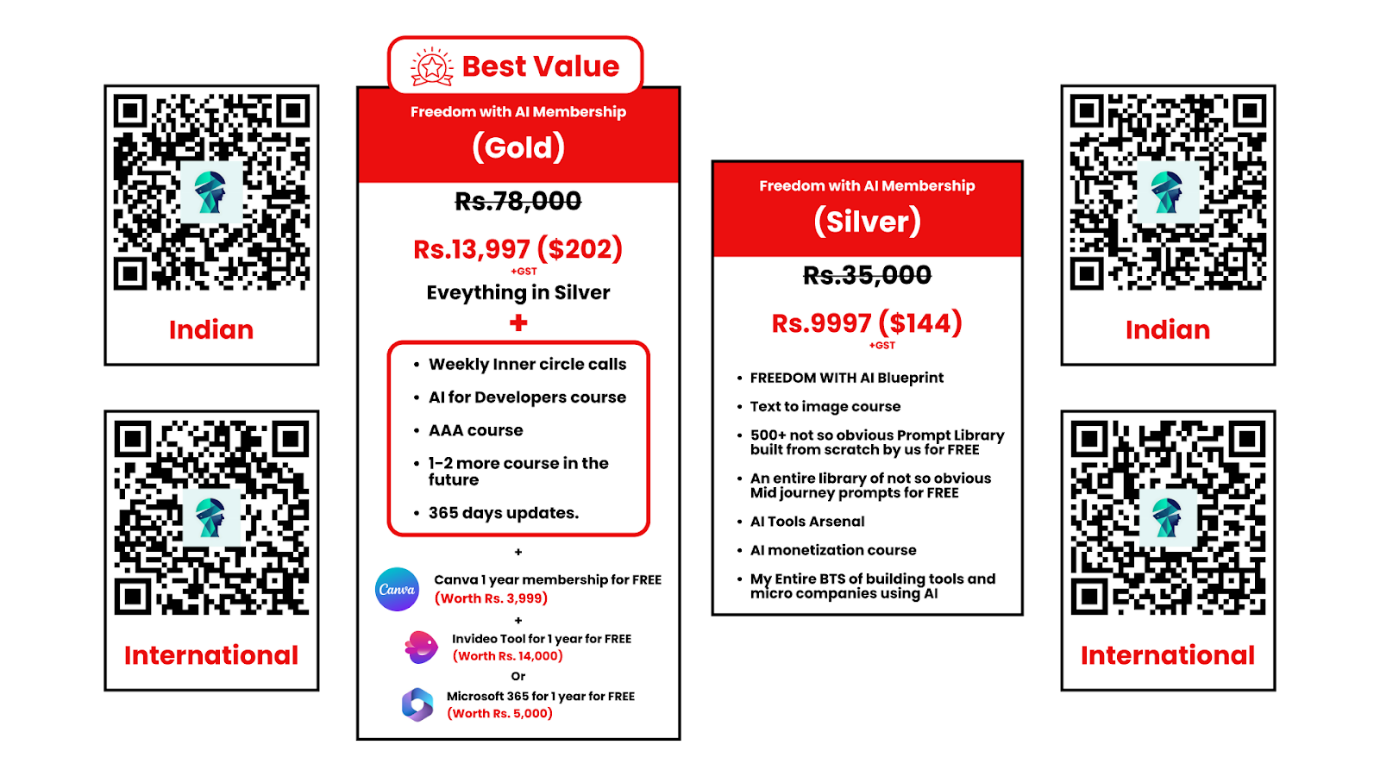 Best Value
Freedom with AI Membership
(Gold)
Rs.78,000
Rs.13,997 ($202)
+GST
Eveything in Silver
+
• Weekly Inner circle calls
• AI for Developers course
• AAA course
• 1-2 more course in the
future
• 365 days updates.
+
Canva
Canva 1 year membership for FREE
(Worth Rs. 3,999)
+
Invideo Tool for 1 year for FREE
(Worth Rs. 14,000)
Or
Microsoft 365 for 1 year for FREE
(Worth Rs. 5,000)
Indian
International
Freedom with AI Membership
(Silver)
Rs.35,000
Rs.9997 ($144)
+GST
• FREEDOM WITH AI Blueprint
• Text to image course
• 500+ not so obvious Prompt Library
built from scratch by us for FREE
• An entire library of not so obvious
Mid journey prompts for FREE
• AI Tools Arsenal
• AI monetization course
• My Entire BTS of building tools and
micro companies using AI
Indian
International